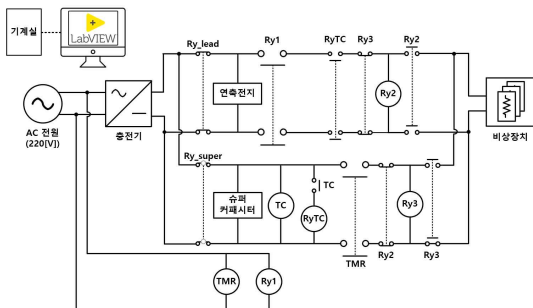 기계실
LabVIEW
Ry_lead
Ry1
RyTC
Ry3
Ry2
연축전지
Ry2
AC 전원
(220[V])
충전기
비상장치
Ry_super
슈퍼
커패시터
TC
TC
RyTC
Ry3
TMR
Ry2
Ry3
TMR
Ry1